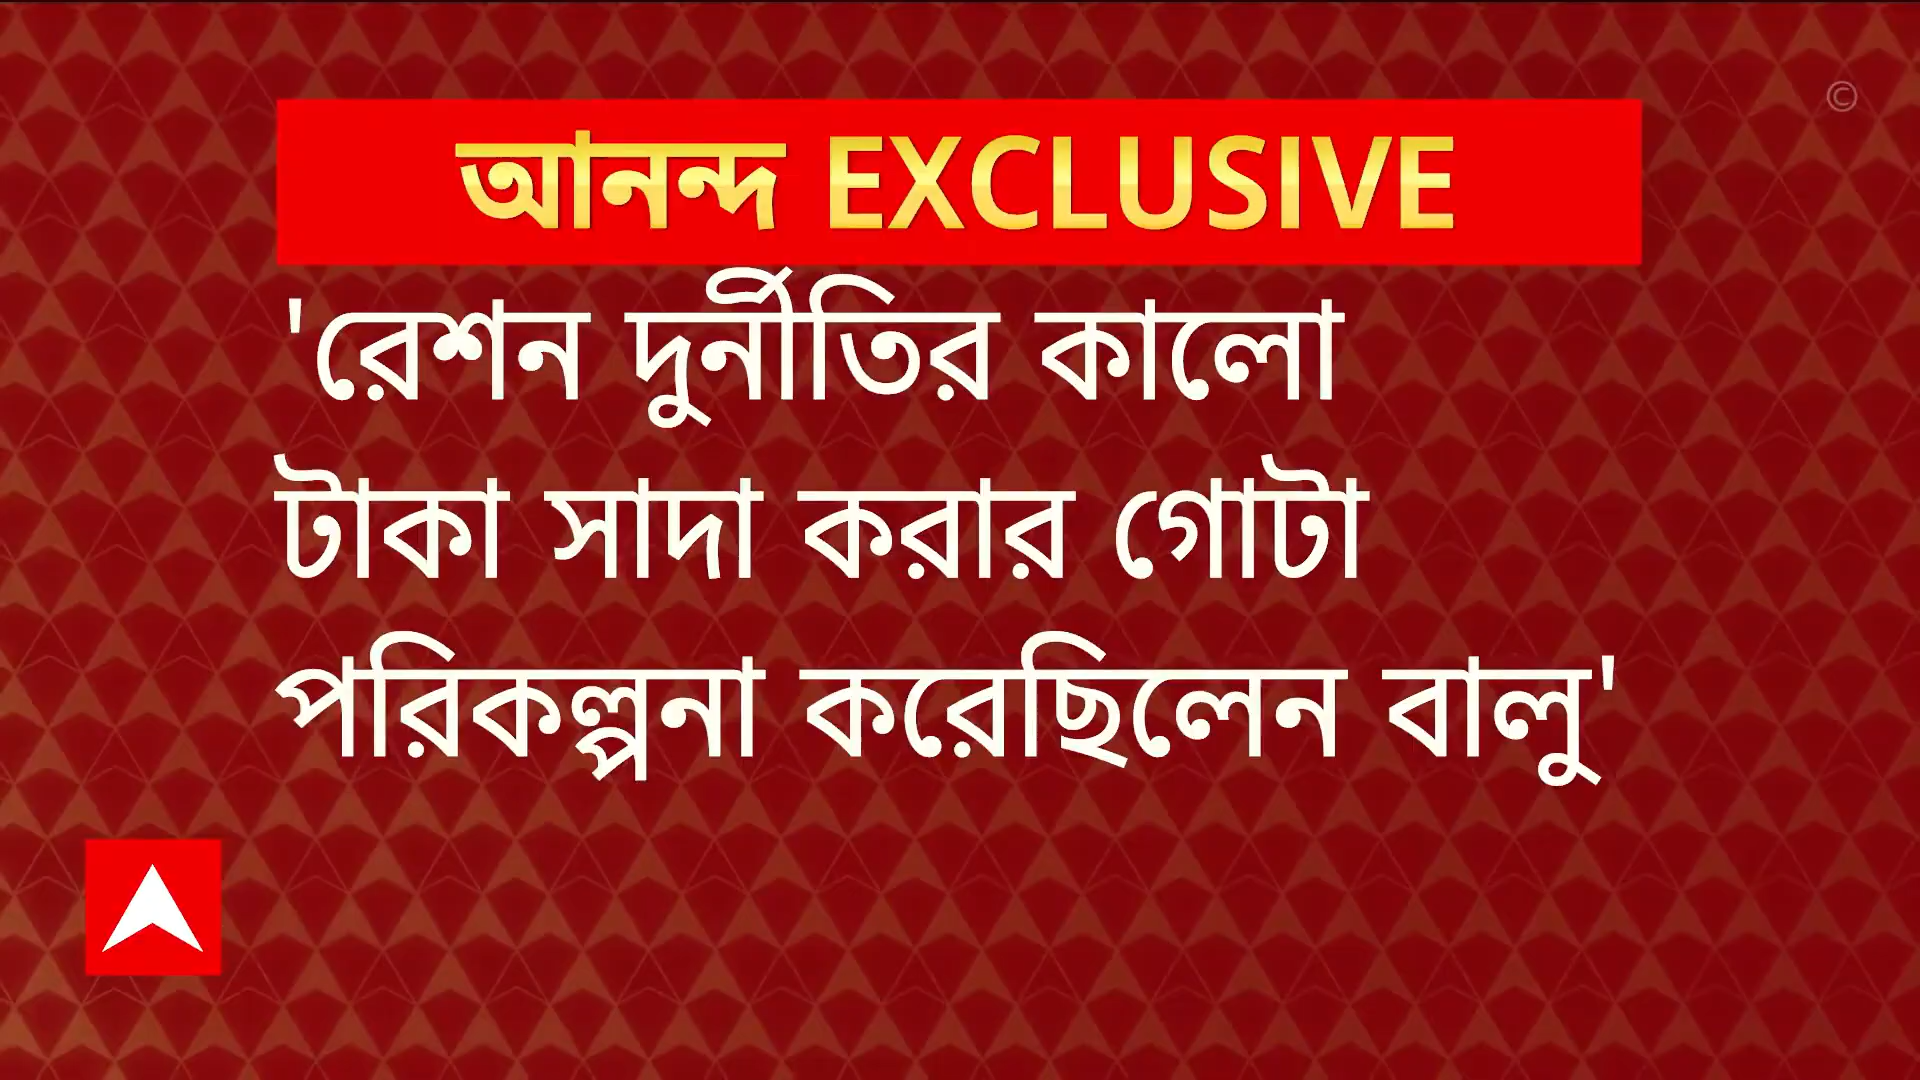 ©
আনন্দ EXCLUSIVE
'রেশন দুর্নীতির কালো
টাকা সাদা করার গোটা
পরিকল্পনা করেছিলেন বালু'